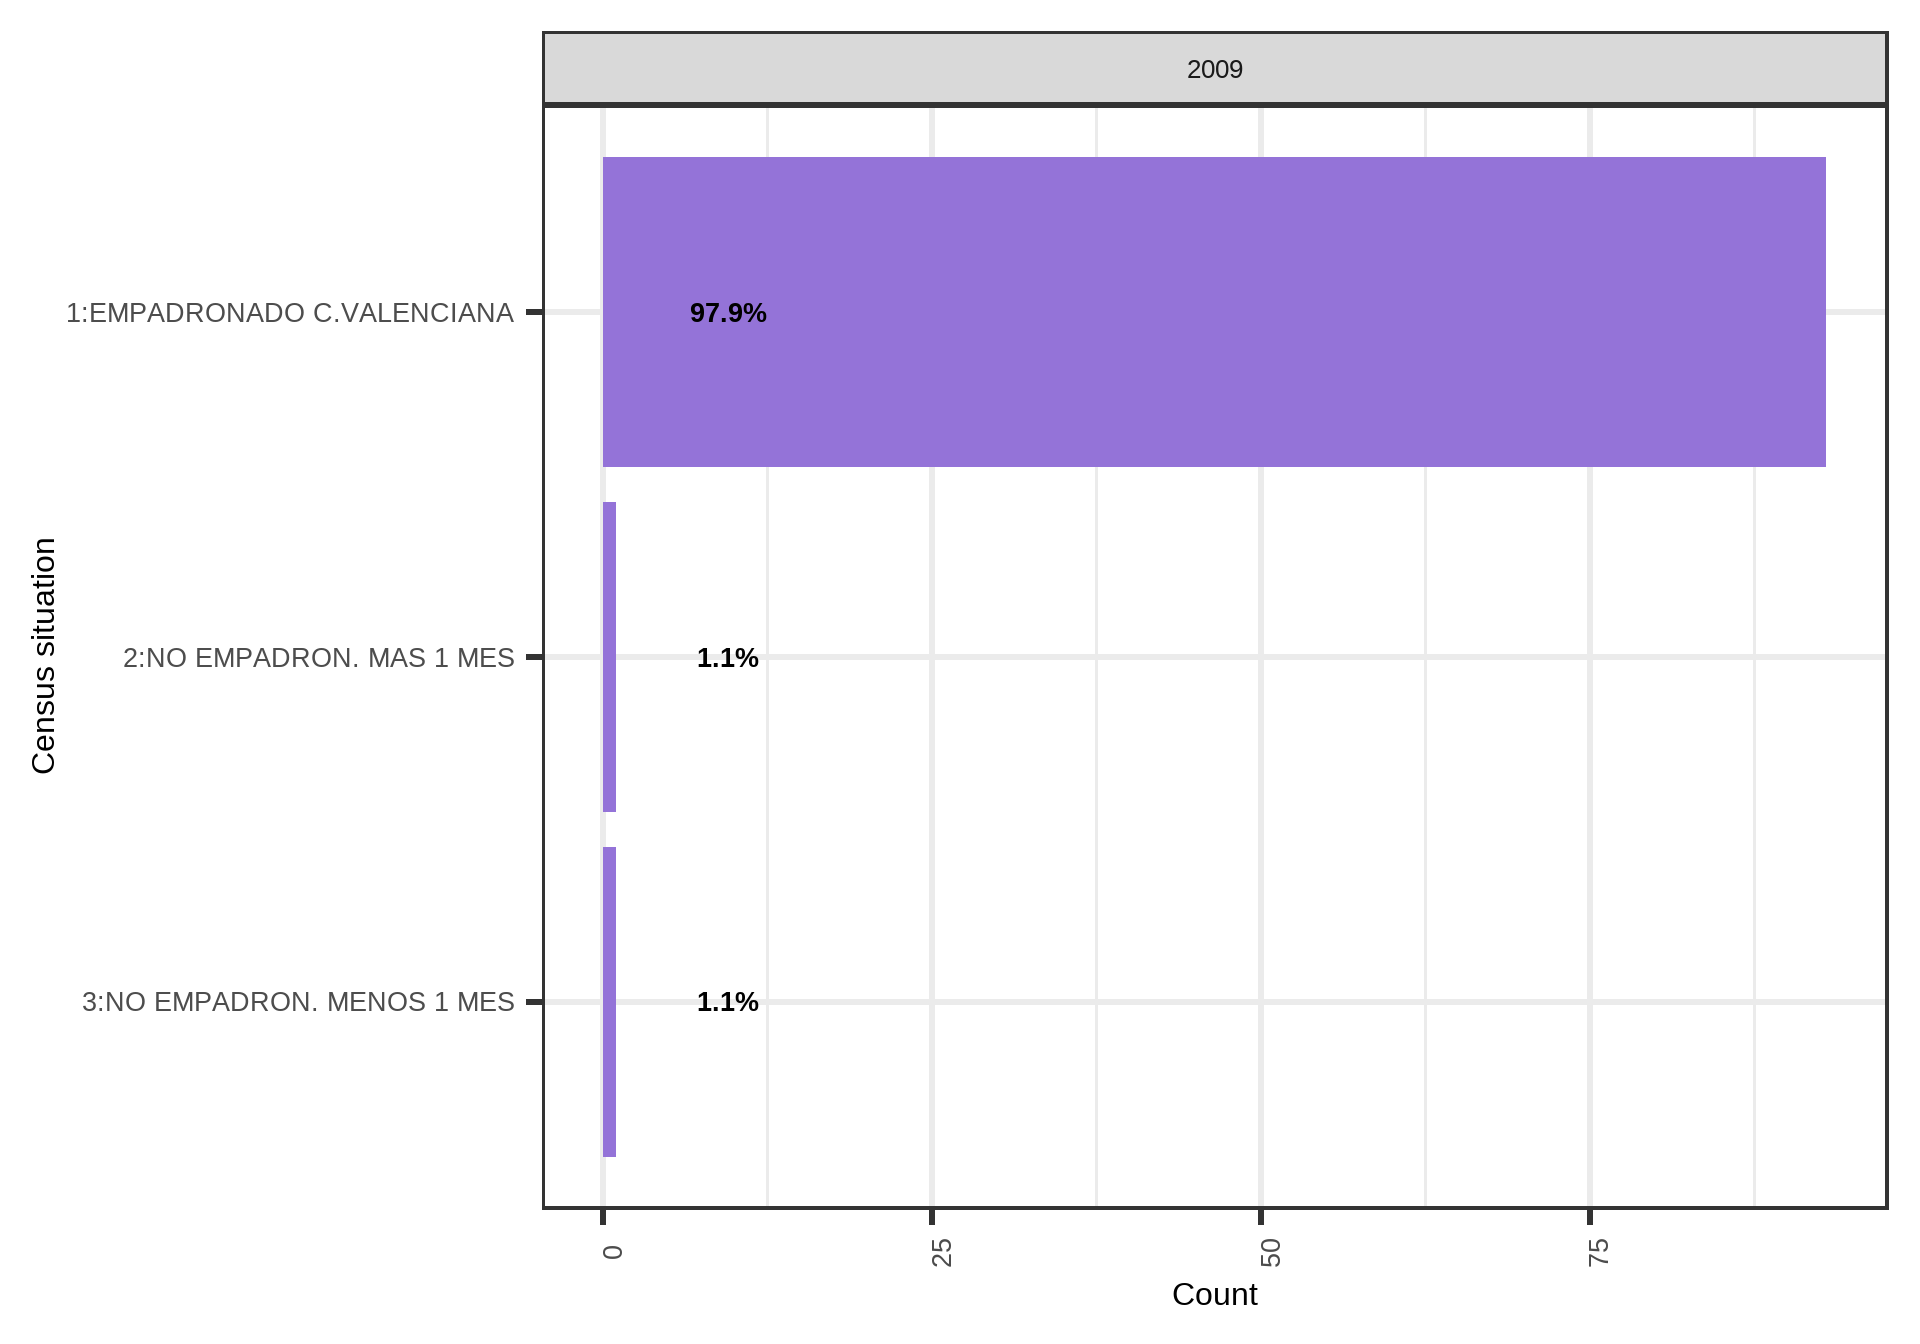 2009
1:EMPADRONADO C.VALENCIANA
97.9%
2:NO EMPADRON. MAS 1 MES
1.1%
3:NO EMPADRON. MENOS 1 MES
1.1%
Census situation
0
25
50
75
Count